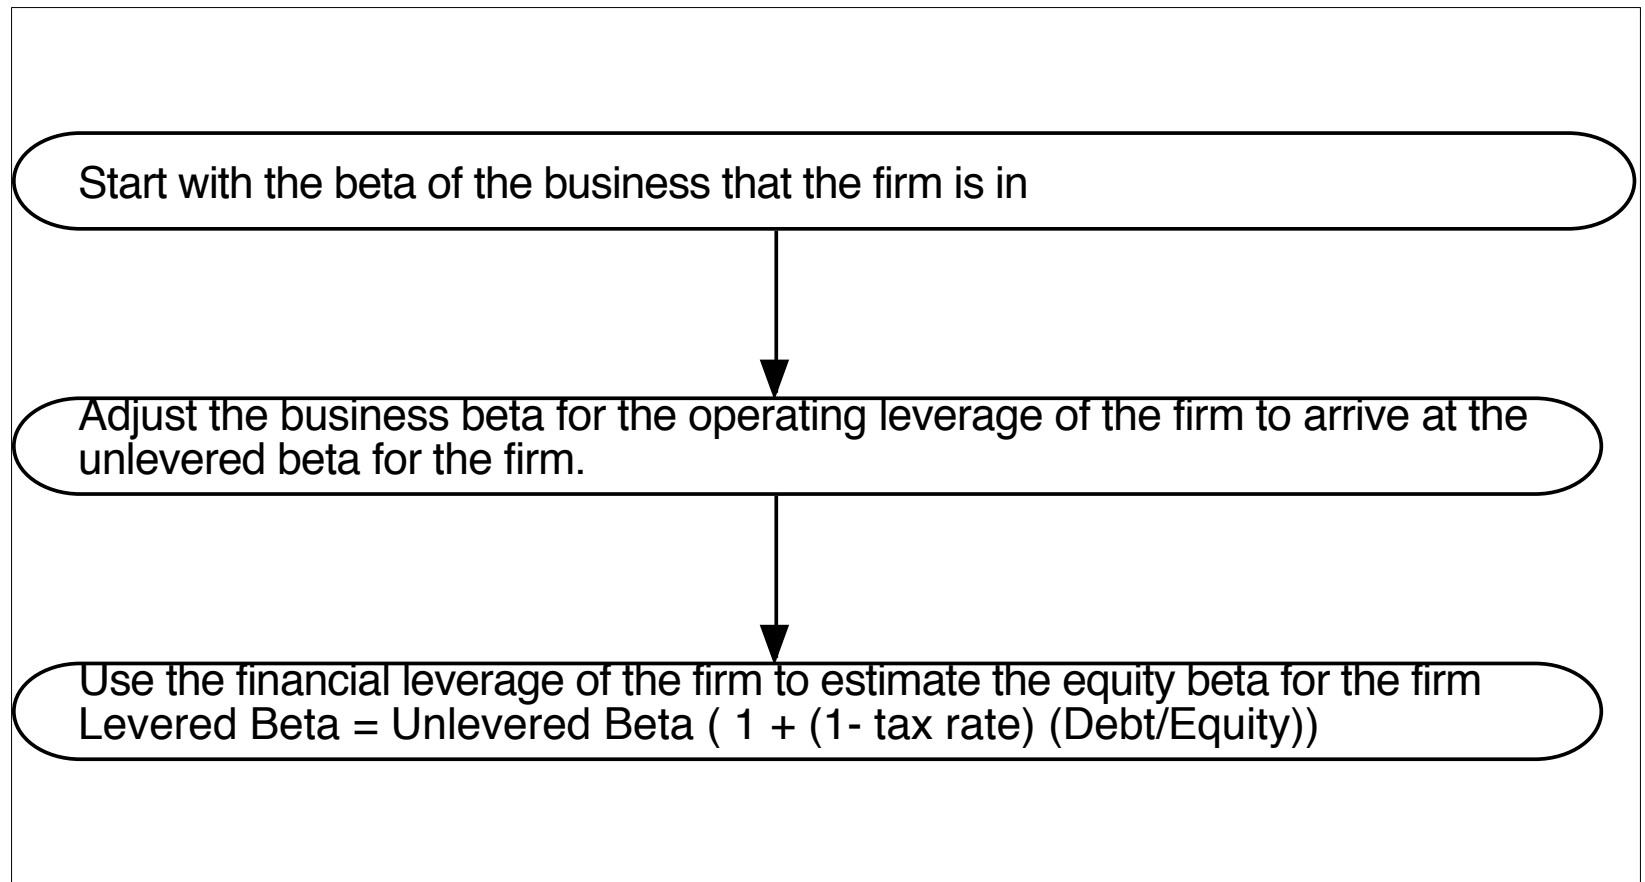 Start with the beta of the business that the firm is in
Adjust the business beta for the operating leverage of the firm to arrive at the
unlevered beta for the firm.
Use the financial leverage of the firm to estimate the equity beta for the firm
Levered Beta = Unlevered Beta ( 1 + (1- tax rate) (Debt/Equity))